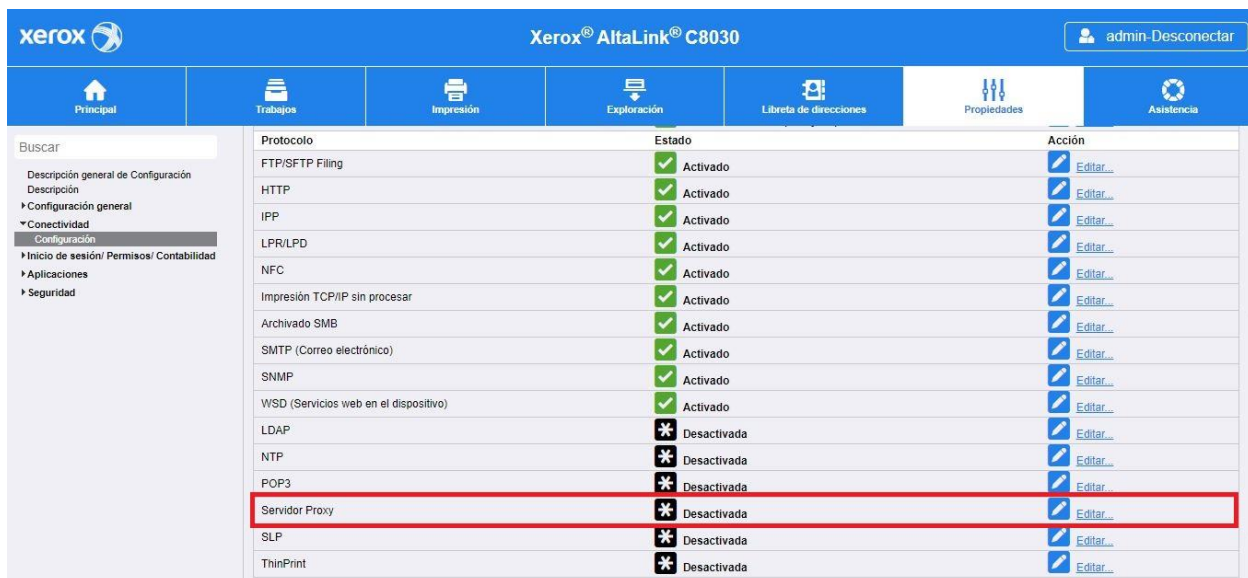 xerox
Xerox® AltaLink® C8030
admin-Desconectar
Principal
Trabajos
Impresión
Exploración
Libreta de direcciones
Propiedades
Asistencia
Buscar
Descripción general de Configuración
Descripción
Configuración general
Conectividad
Configuración
Inicio de sesión/ Permisos/ Contabilidad
Aplicaciones
Seguridad
Protocolo Estado Acción
FTP/SFTP Filing Activado Editar...
HTTP Activado Editar...
IPP Activado Editar...
LPR/LPD Activado Editar...
NFC Activado Editar...
Impresión TCP/IP sin procesar Activado Editar...
Archivado SMB Activado Editar...
SMTP (Correo electrónico) Activado Editar...
SNMP Activado Editar...
WSD (Servicios web en el dispositivo) Activado Editar...
LDAP Desactivada Editar...
NTP Desactivada Editar...
POP3 Desactivada Editar...
Servidor Proxy Desactivada Editar...
SLP Desactivada Editar...
ThinPrint Desactivada Editar...